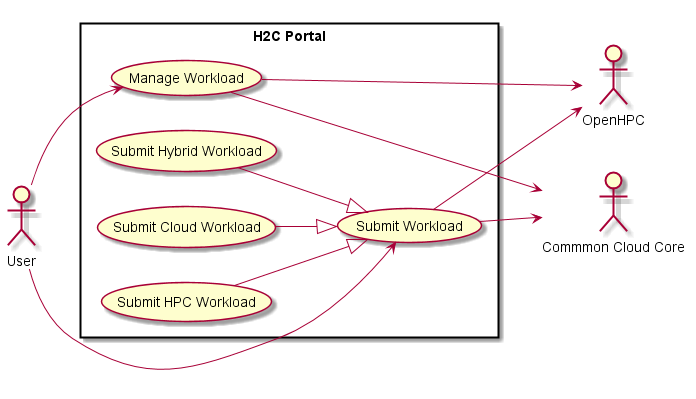 H2C Portal
Manage Workload
OpenHPC
Submit Hybrid Workload
User
Submit Cloud Workload
Submit Workload
Commmon Cloud Core
Submit HPC Workload